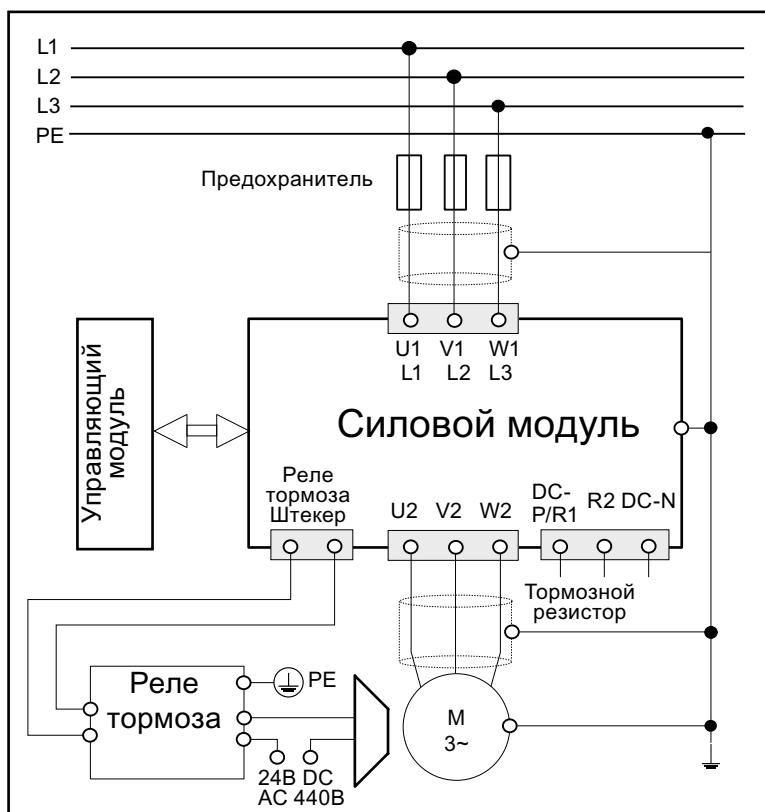 L1
L2
L3
PE
Предохранитель
U1 V1 W1
L1 L2 L3
Управляющий
модуль
Силовой модуль
Реле
тормоза
Штекер
U2 V2 W2
DC-
P/R1
R2 DC-N
Тормозной
резистор
Реле
тормоза
PE
M
3~
24В DC
AC 440В